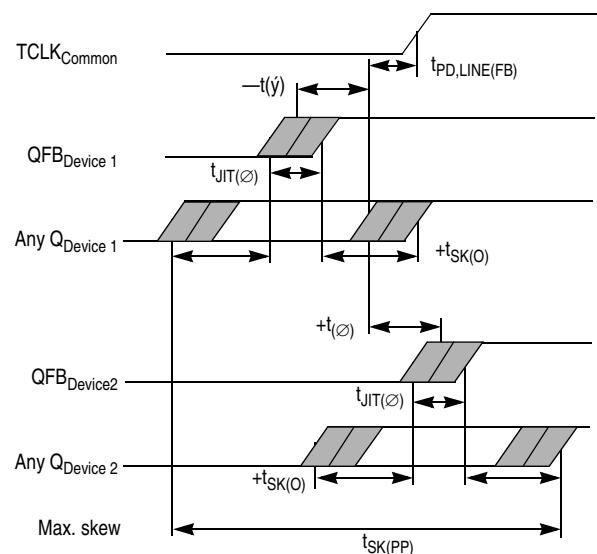 TCLKCommon
tPD,LINE(FB)
—t(ý)
QFBDevice 1
tJIT(∅)
Any QDevice 1
+tSK(O)
+t(∅)
QFBDevice2
tJIT(∅)
Any QDevice 2
+tSK(O)
Max. skew
tSK(PP)